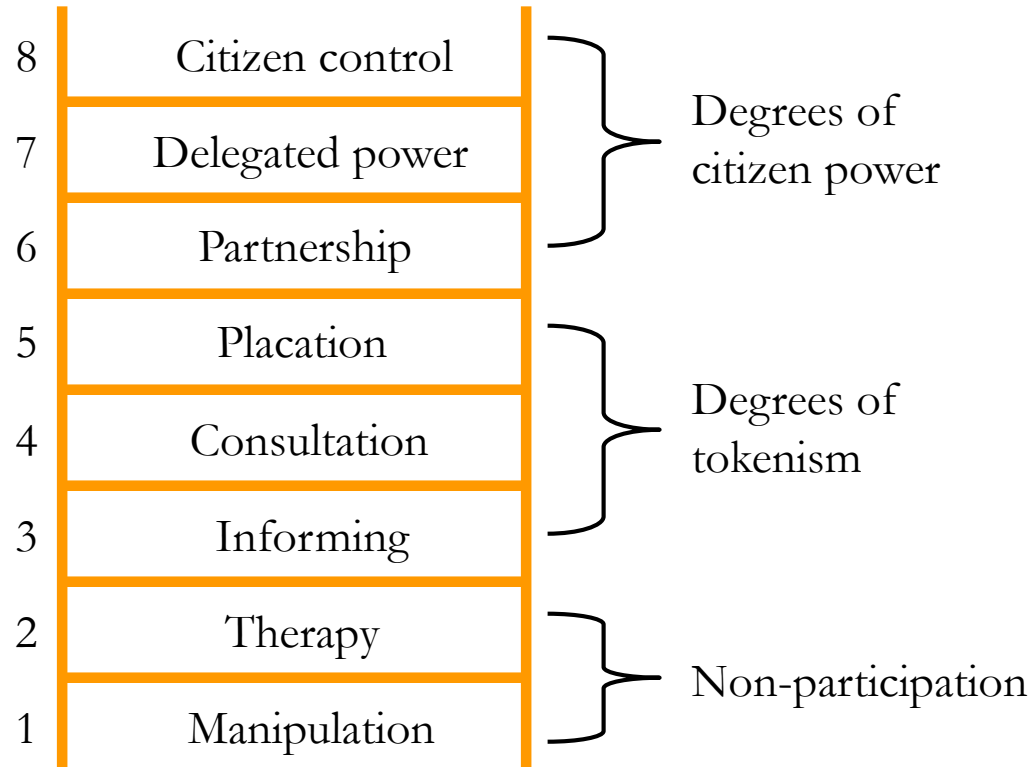 8 Citizen control
7 Delegated power
6 Partnership
Degrees of
citizen power
5 Placation
4 Consultation
3 Informing
Degrees of
tokenism
2 Therapy
1 Manipulation
Non-participation